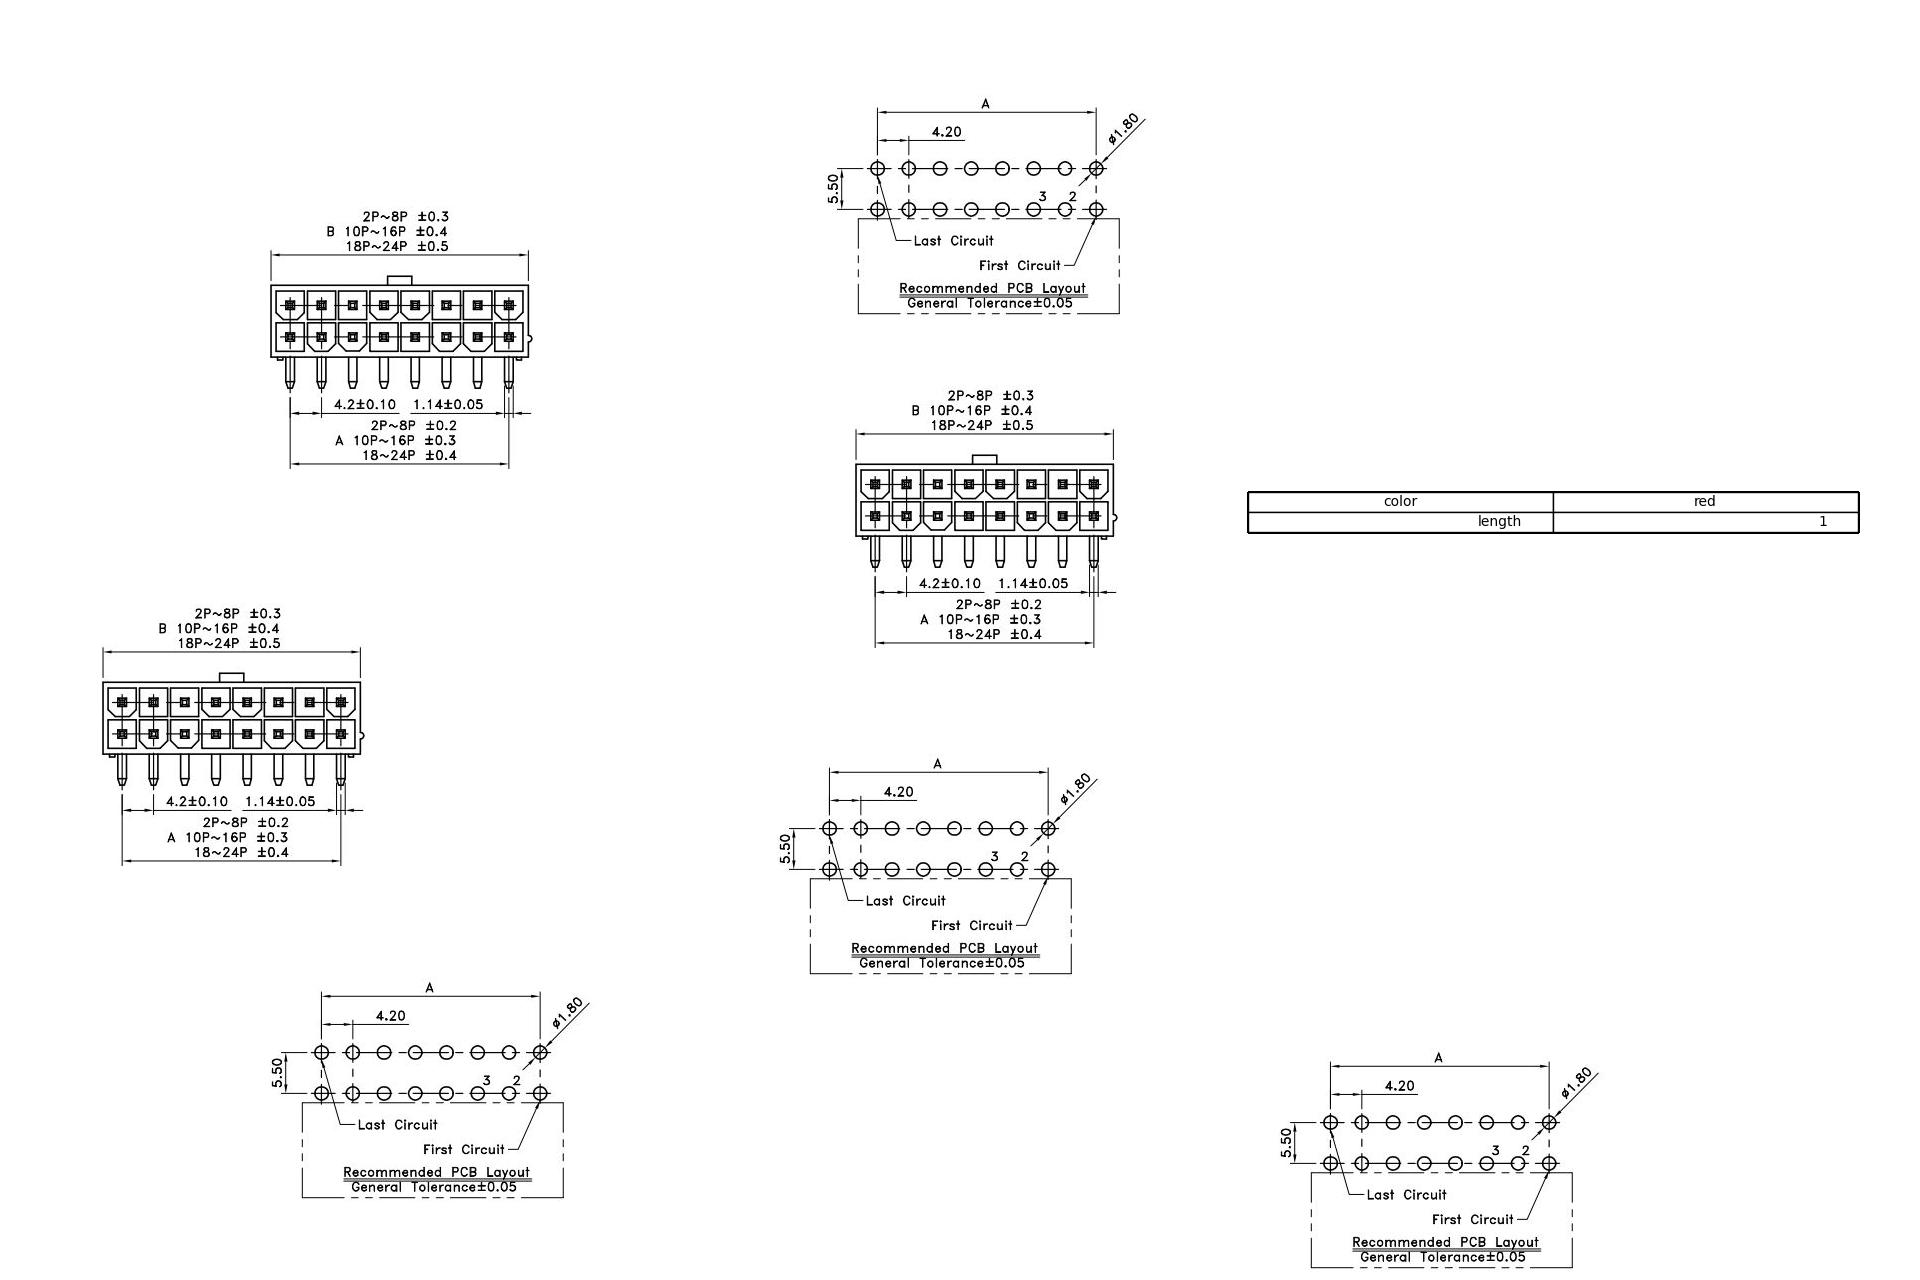 A
4.20
ø1.80
5.50
3 2
Last Circuit
First Circuit
Recommended PCB Layout
General Tolerance±0.05
2P~8P ±0.3
B 10P~16P ±0.4
18P~24P ±0.5
4.2±0.10 1.14±0.05
2P~8P ±0.2
A 10P~16P ±0.3
18~24P ±0.4
2P~8P ±0.3
B 10P~16P ±0.4
18P~24P ±0.5
4.2±0.10 1.14±0.05
2P~8P ±0.2
A 10P~16P ±0.3
18~24P ±0.4
color red
length 1
2P~8P ±0.3
B 10P~16P ±0.4
18P~24P ±0.5
4.2±0.10 1.14±0.05
2P~8P ±0.2
A 10P~16P ±0.3
18~24P ±0.4
A
4.20
ø1.80
5.50
3 2
Last Circuit
First Circuit
Recommended PCB Layout
General Tolerance±0.05
A
4.20
ø1.80
5.50
3 2
Last Circuit
First Circuit
Recommended PCB Layout
General Tolerance±0.05
A
4.20
ø1.80
5.50
3 2
Last Circuit
First Circuit
Recommended PCB Layout
General Tolerance±0.05